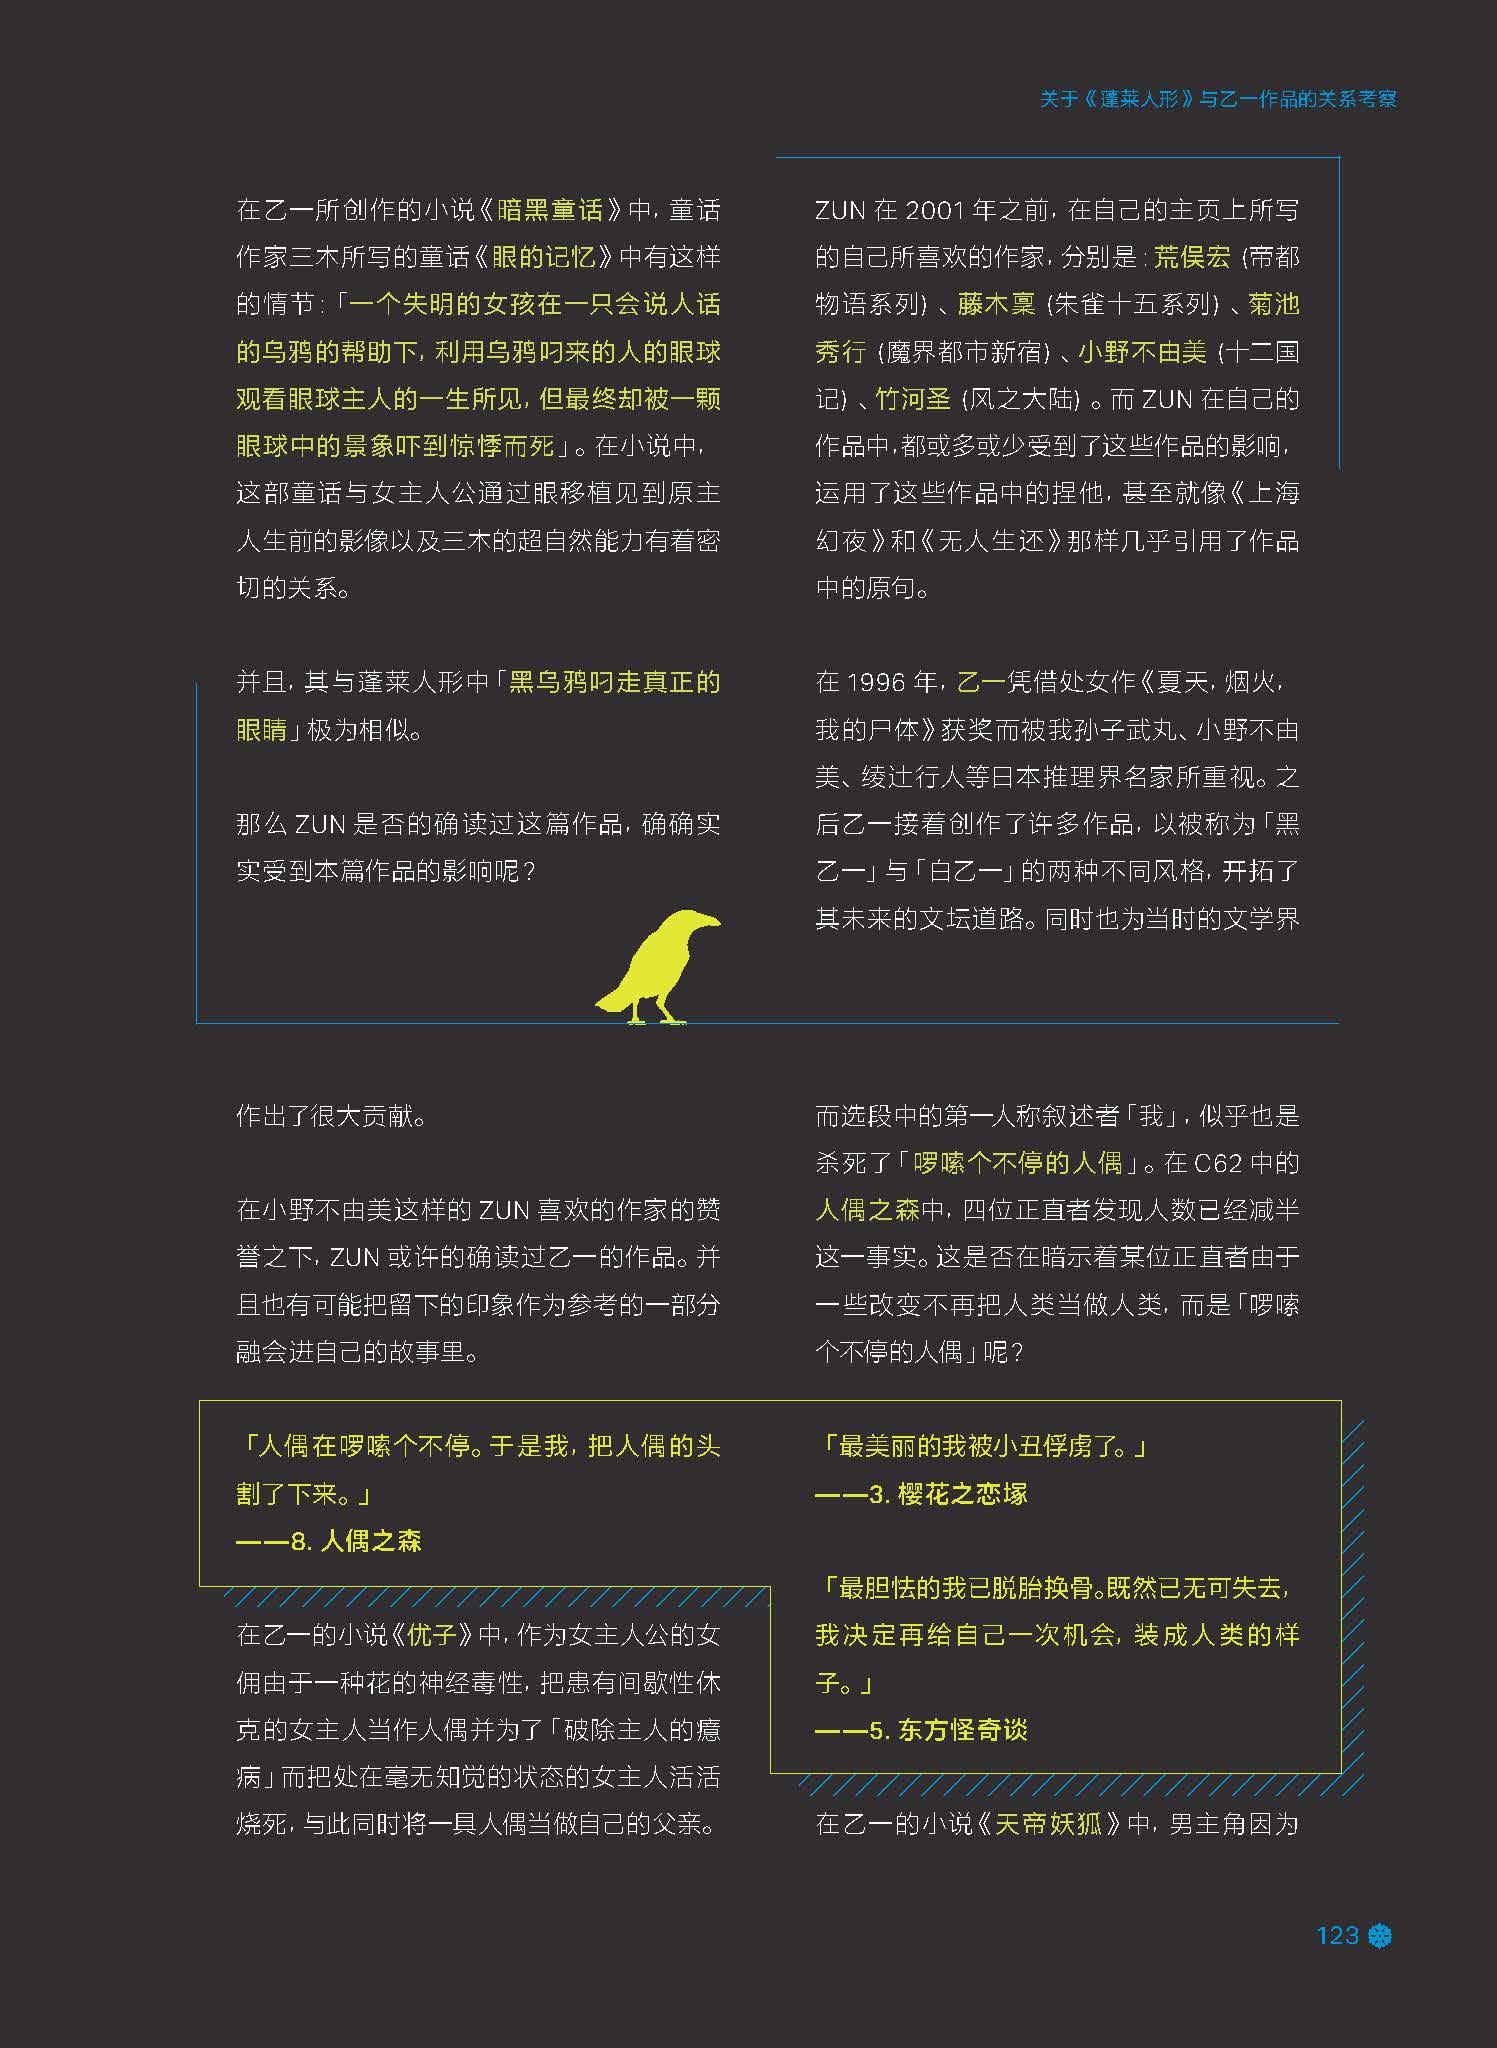 关于《蓬莱人形》与乙一作品的关系考察
在乙一所创作的小说《暗黑童话》中，童话
作家三木所写的童话《眼的记忆》中有这样
的情节：「一个失明的女孩在一只会说人话
的乌鸦的帮助下，利用乌鸦叼来的人的眼球
观看眼球主人的一生所见，但最终却被一颗
眼球中的景象吓到惊悸而死」。在小说中，
这部童话与女主人公通过眼移植见到原主
人生前的影像以及三木的超自然能力有着密
切的关系。
并且，其与蓬莱人形中「黑乌鸦叼走真正的
眼睛」极为相似。
那么 ZUN 是否的确读过这篇作品，确确实
实受到本篇作品的影响呢？
ZUN 在 2001 年之前，在自己的主页上所写
的自己所喜欢的作家，分别是：荒俣宏 (帝都
物语系列) 、藤木稟 (朱雀十五系列) 、菊池
秀行 (魔界都市新宿) 、小野不由美 (十二国
记) 、竹河圣 (风之大陆) 。而 ZUN 在自己的
作品中，都或多或少受到了这些作品的影响，
运用了这些作品中的捏他，甚至就像《上海
幻夜》和《无人生还》那样几乎引用了作品
中的原句。
在 1996 年，乙一凭借处女作《夏天，烟火，
我的尸体》获奖而被我孙子武丸、小野不由
美、绫辻行人等日本推理界名家所重视。之
后乙一接着创作了许多作品，以被称为「黑
乙一」与「白乙一」的两种不同风格，开拓了
其未来的文坛道路。同时也为当时的文学界
作出了很大贡献。
在小野不由美这样的 ZUN 喜欢的作家的赞
誉之下，ZUN 或许的确读过乙一的作品。并
且也有可能把留下的印象作为参考的一部分
融会进自己的故事里。
「人偶在啰嗦个不停。于是我，把人偶的头
割了下来。」
——8. 人偶之森
在乙一的小说《优子》中，作为女主人公的女
佣由于一种花的神经毒性，把患有间歇性休
克的女主人当作人偶并为了「破除主人的癔
病」而把处在毫无知觉的状态的女主人活活
烧死，与此同时将一具人偶当做自己的父亲。
而选段中的第一人称叙述者「我」，似乎也是
杀死了「啰嗦个不停的人偶」。在 C62 中的
人偶之森中，四位正直者发现人数已经减半
这一事实。这是否在暗示着某位正直者由于
一些改变不再把人类当做人类，而是「啰嗦
个不停的人偶」呢？
「最美丽的我被小丑俘虏了。」
——3. 樱花之恋塚
「最胆怯的我已脱胎换骨。既然已无可失去，
我决定再给自己一次机会，装成人类的样
子。」
——5. 东方怪奇谈
在乙一的小说《天帝妖狐》中，男主角因为
123